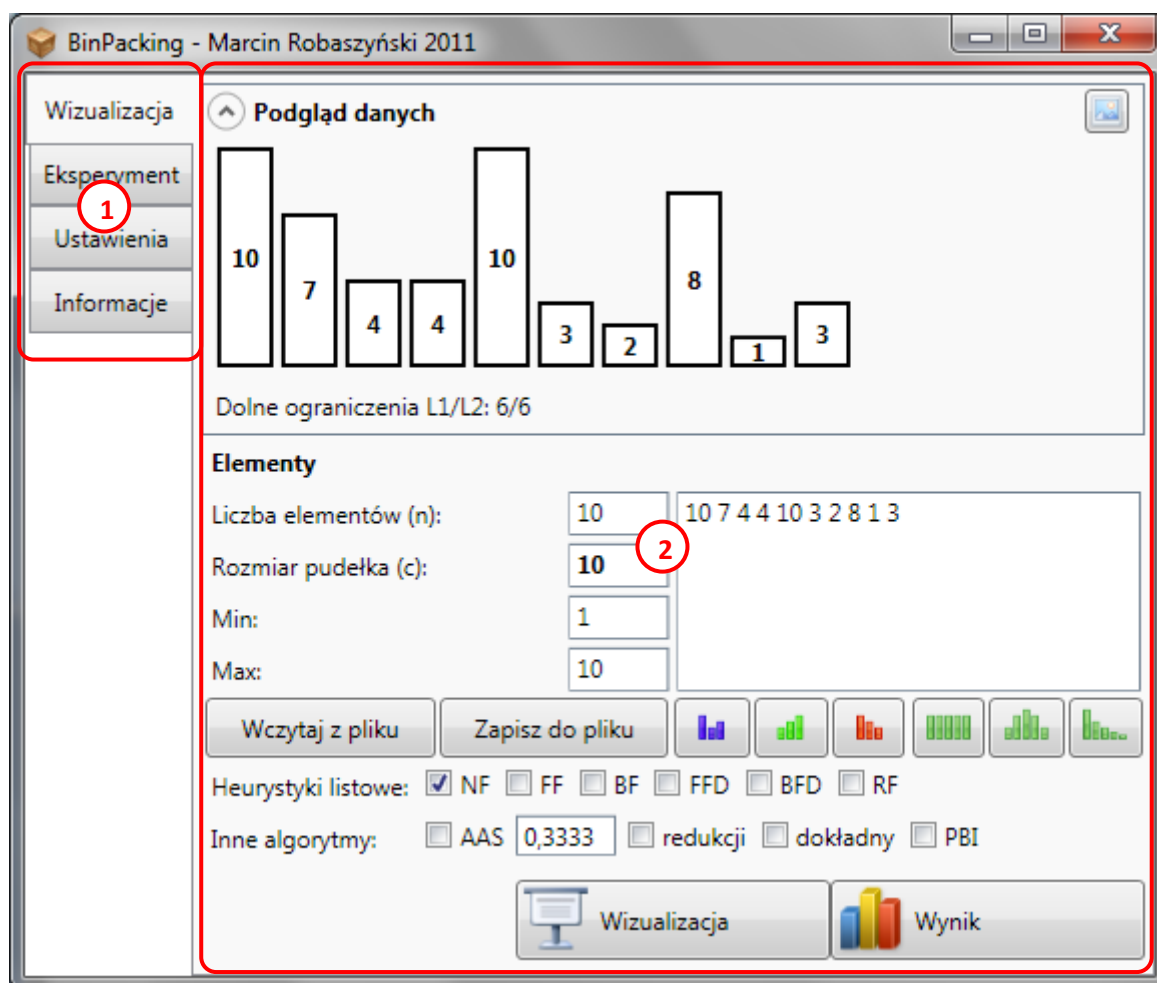 BinPacking - Marcin Robaszyński 2011
Wizualizacja
Eksperyment
1
Ustawienia
Informacje
Podgląd danych
10 7 4 4 10 3 2 8 1 3
Dolne ograniczenia L1/L2: 6/6
Elementy
Liczba elementów (n): 10 10 7 4 4 10 3 2 8 1 3
2
Rozmiar pudełka (c): 10
Min: 1
Max: 10
Wczytaj z pliku Zapisz do pliku
Heurystyki listowe: NF FF BF FFD BFD RF
Inne algorytmy: AAS 0,3333 redukcji dokładny PBI
Wizualizacja Wynik